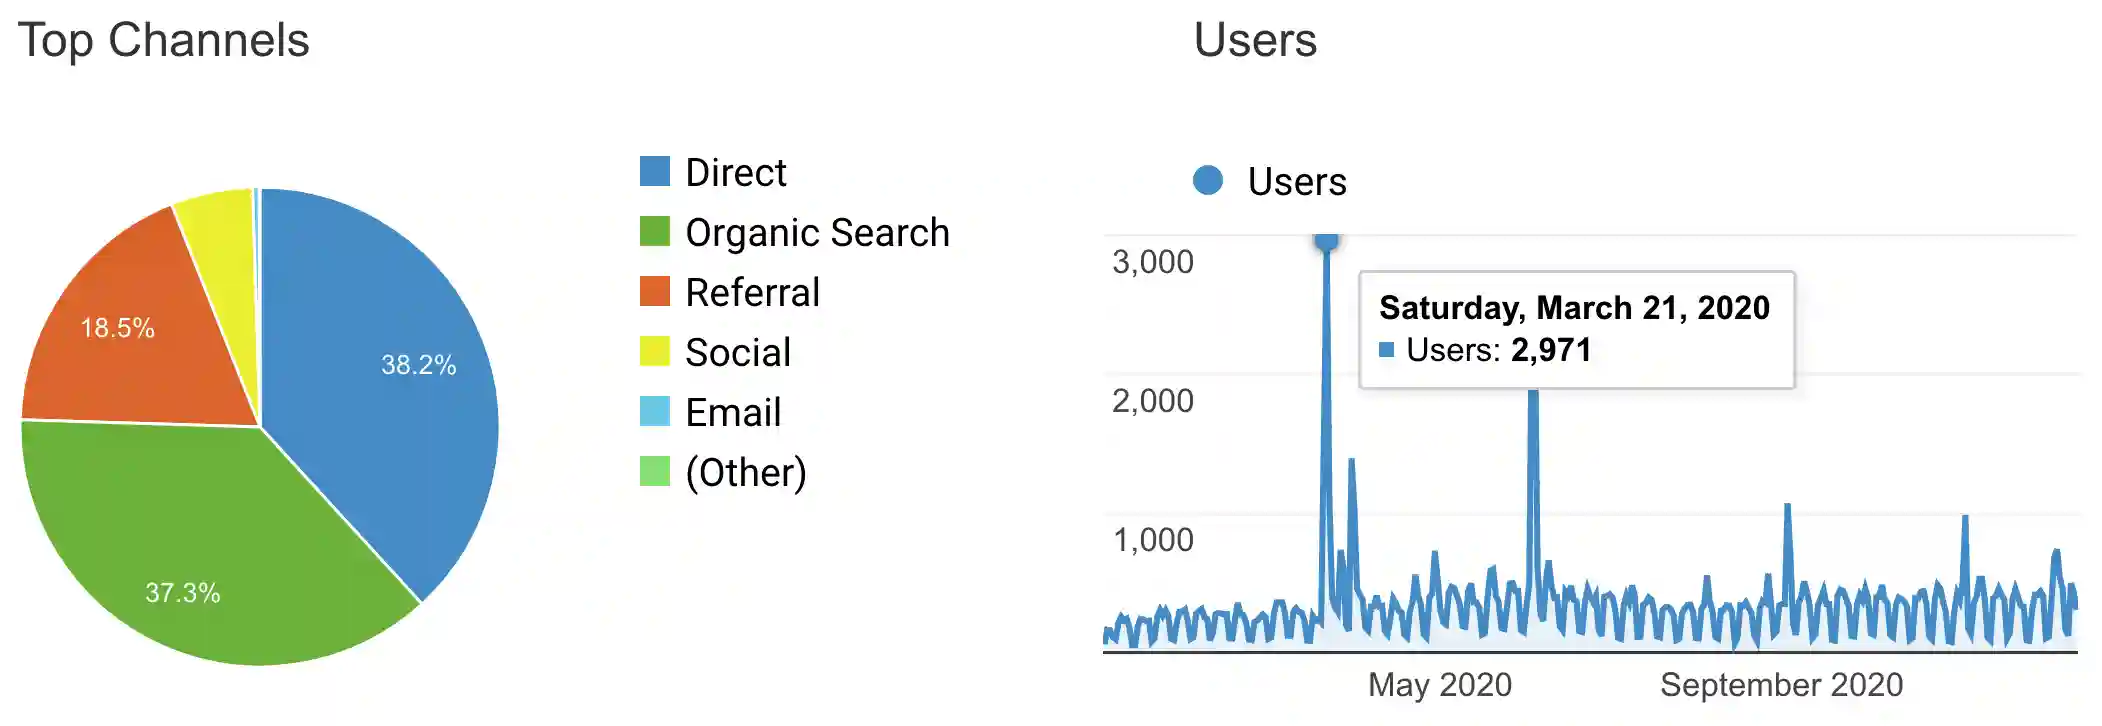 Top Channels
38.2%
37.3%
18.5%
Direct
Organic Search
Referral
Social
Email
(Other)
Users
Users
3,000
2,000
1,000
Saturday, March 21, 2020
Users: 2,971
May 2020
September 2020